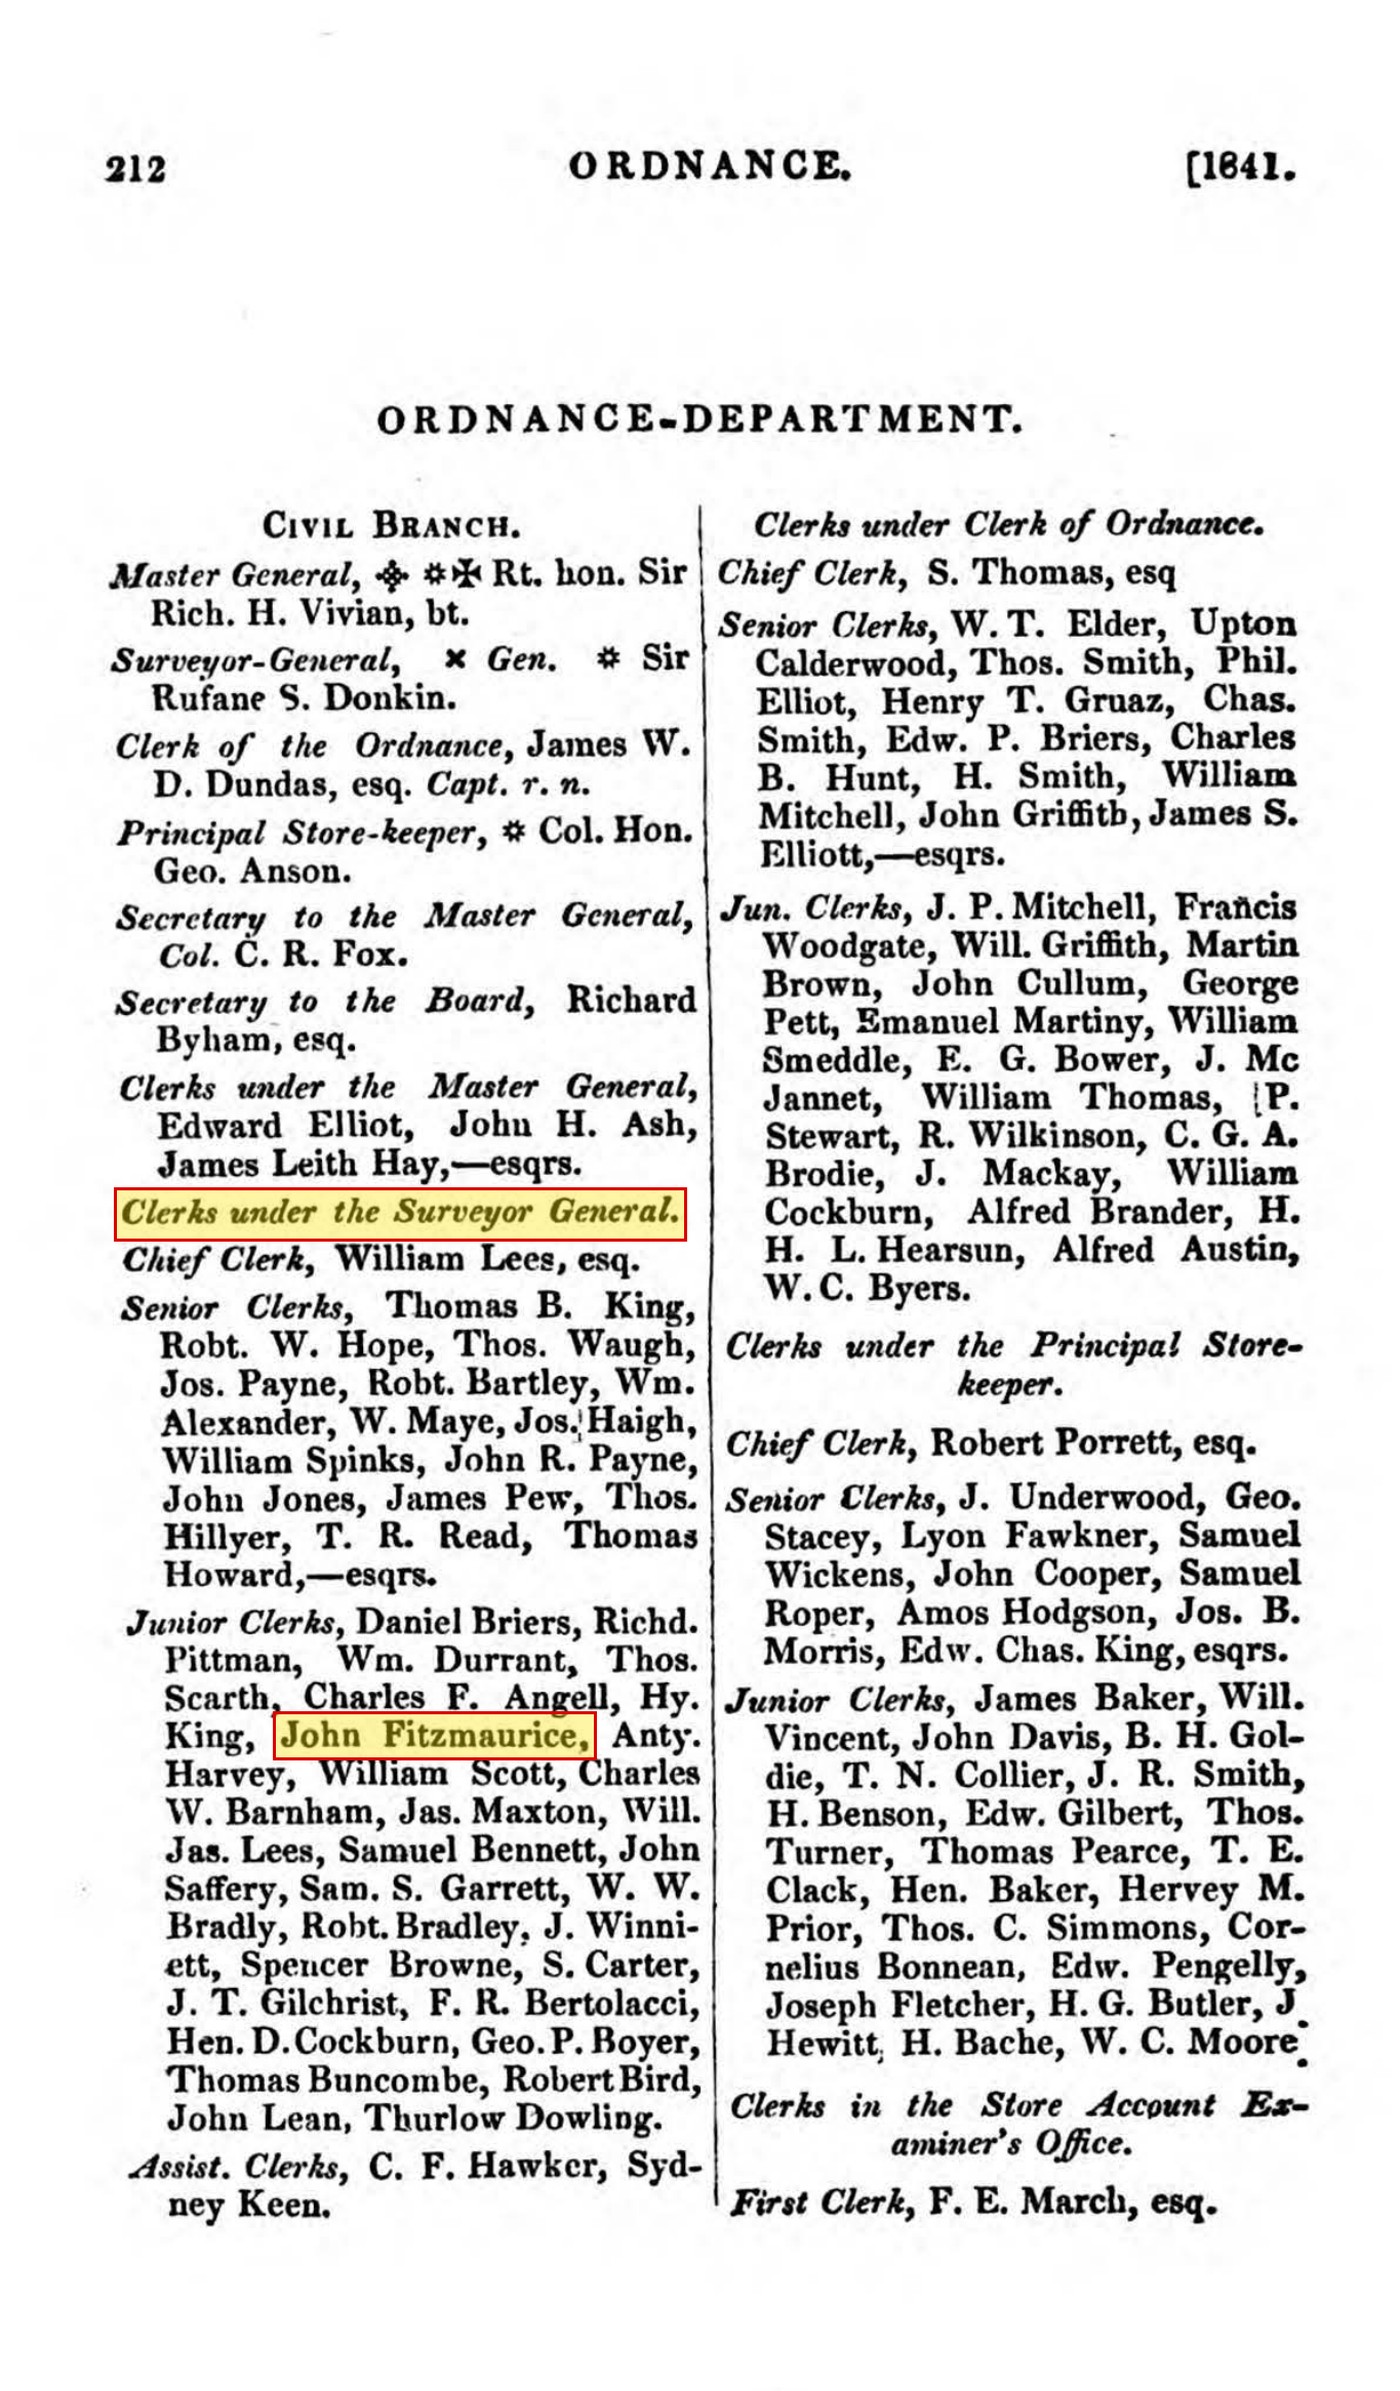 212 ORDNANCE. [1641.
ORDNANCE-DEPARTMENT.
CIVIL BRANCH.
Master General, ✥ ✡✠ Rt. hon. Sir
Rich. H. Vivian, bt.
Surveyor-General, × Gen. ✡ Sir
Rufane S. Donkin.
Clerk of the Ordnance, James W.
D. Dundas, esq. Capt. r. n.
Principal Store-keeper, ✡ Col. Hon.
Geo. Anson.
Secretary to the Master General,
Col. C. R. Fox.
Secretary to the Board, Richard
Byham, esq.
Clerks under the Master General,
Edward Elliot, John H. Ash,
James Leith Hay,—esqrs.
Clerks under the Surveyor General.
Chief Clerk, William Lees, esq.
Senior Clerks, Thomas B. King,
Robt. W. Hope, Thos. Waugh,
Jos. Payne, Robt. Bartley, Wm.
Alexander, W. Maye, Jos. Haigh,
William Spinks, John R. Payne,
John Jones, James Pew, Thos.
Hillyer, T. R. Read, Thomas
Howard,—esqrs.
Junior Clerks, Daniel Briers, Richd.
Pittman, Wm. Durrant, Thos.
Scarth, Charles F. Angell, Hy.
King, John Fitzmaurice, Anty.
Harvey, William Scott, Charles
W. Barnham, Jas. Maxton, Will.
Jas. Lees, Samuel Bennett, John
Saffery, Sam. S. Garrett, W. W.
Bradly, Robt. Bradley, J. Winni-
ett, Spencer Browne, S. Carter,
J. T. Gilchrist, F. R. Bertolacci,
Hen. D. Cockburn, Geo. P. Boyer,
Thomas Buncombe, Robert Bird,
John Lean, Thurlow Dowling.
Assist. Clerks, C. F. Hawker, Syd-
ney Keen.
Clerks under Clerk of Ordnance.
Chief Clerk, S. Thomas, esq
Senior Clerks, W. T. Elder, Upton
Calderwood, Thos. Smith, Phil.
Elliot, Henry T. Gruaz, Chas.
Smith, Edw. P. Briers, Charles
B. Hunt, H. Smith, William
Mitchell, John Griffith, James S.
Elliott,—esqrs.
Jun. Clerks, J. P. Mitchell, Francis
Woodgate, Will. Griffith, Martin
Brown, John Cullum, George
Pett, Emanuel Martiny, William
Smeddle, E. G. Bower, J. Mc
Jannet, William Thomas, P.
Stewart, R. Wilkinson, C. G. A.
Brodie, J. Mackay, William
Cockburn, Alfred Brander, H.
H. L. Hearsun, Alfred Austin,
W. C. Byers.
Clerks under the Principal Store-
keeper.
Chief Clerk, Robert Porrett, esq.
Senior Clerks, J. Underwood, Geo.
Stacey, Lyon Fawkner, Samuel
Wickens, John Cooper, Samuel
Roper, Amos Hodgson, Jos. B.
Morris, Edw. Chas. King, esqrs.
Junior Clerks, James Baker, Will.
Vincent, John Davis, B. H. Gol-
die, T. N. Collier, J. R. Smith,
H. Benson, Edw. Gilbert, Thos.
Turner, Thomas Pearce, T. E.
Clack, Hen. Baker, Hervey M.
Prior, Thos. C. Simmons, Cor-
nelius Bonnean, Edw. Pengelly,
Joseph Fletcher, H. G. Butler, J.
Hewitt, H. Bache, W. C. Moore.
Clerks in the Store Account Ex-
aminer's Office.
First Clerk, F. E. March, esq.